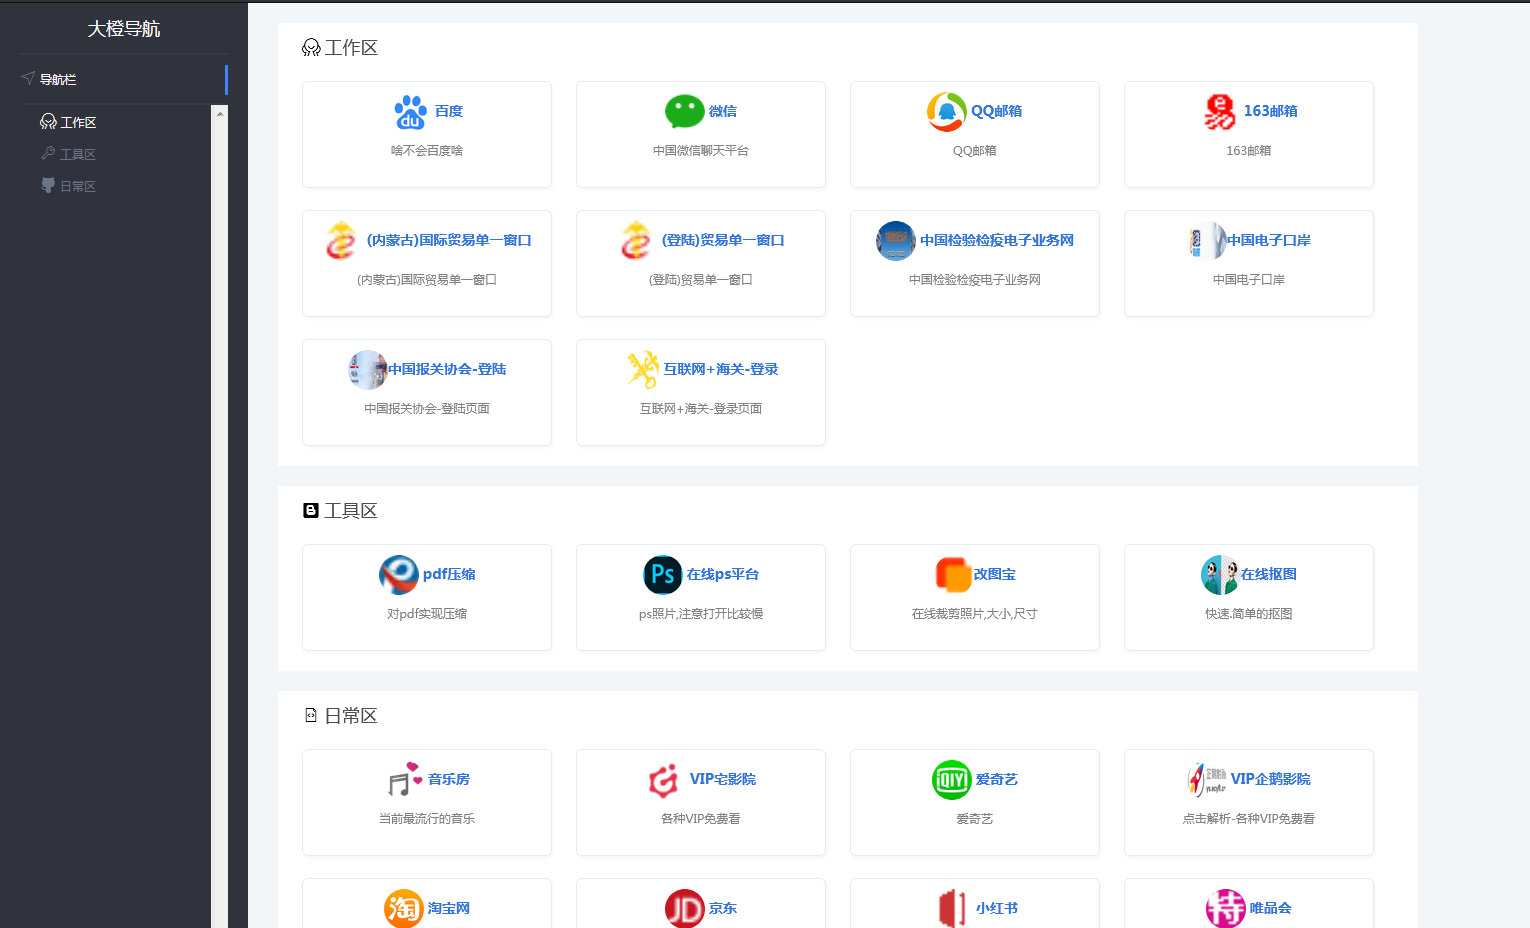 大橙导航
导航栏
工作区
工具区
日常区
工作区
百度
啥不会百度啥
微信
中国微信聊天平台
QQ邮箱
QQ邮箱
163邮箱
163邮箱
(内蒙古)国际贸易单一窗口
(内蒙古)国际贸易单一窗口
(登陆)贸易单一窗口
(登陆)贸易单一窗口
中国检验检疫电子业务网
中国检验检疫电子业务网
中国电子口岸
中国电子口岸
中国报关协会-登陆
中国报关协会-登陆页面
互联网+海关-登录
互联网+海关-登录页面
工具区
pdf压缩
对pdf实现压缩
Ps
在线ps平台
ps照片,注意打开比较慢
改图宝
在线裁剪照片,大小,尺寸
在线抠图
快速.简单的抠图
日常区
音乐房
当前最流行的音乐
VIP宅影院
各种VIP免费看
QIYI
爱奇艺
爱奇艺
VIP企鹅影院
点击解析-各种VIP免费看
淘
淘宝网
JD
京东
小红书
特
唯品会